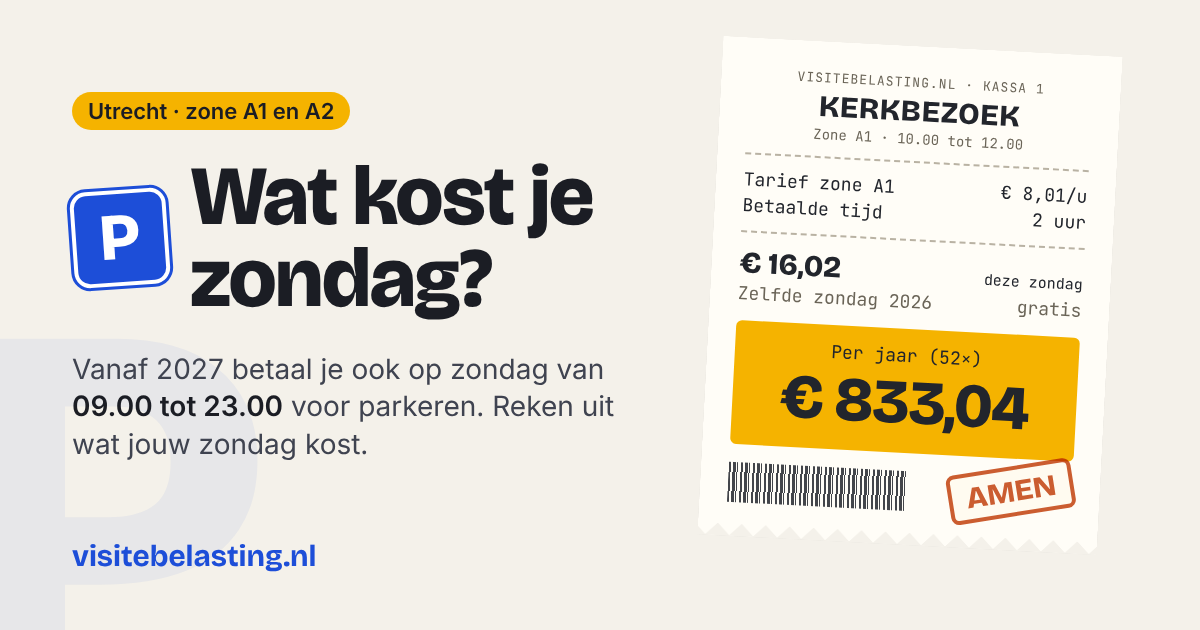 Utrecht · zone A1 en A2
P
Wat kost je
zondag?
Vanaf 2027 betaal je ook op zondag van
09.00 tot 23.00 voor parkeren. Reken uit
wat jouw zondag kost.
visitebelasting.nl
VISITEBELASTING.NL · KASSA 1
KERKBEZOEK
Zone A1 · 10.00 tot 12.00
Tarief zone A1 € 8,01/u
Betaalde tijd 2 uur
€ 16,02 deze zondag
Zelfde zondag 2026 gratis
Per jaar (52×)
€ 833,04
AMEN
P